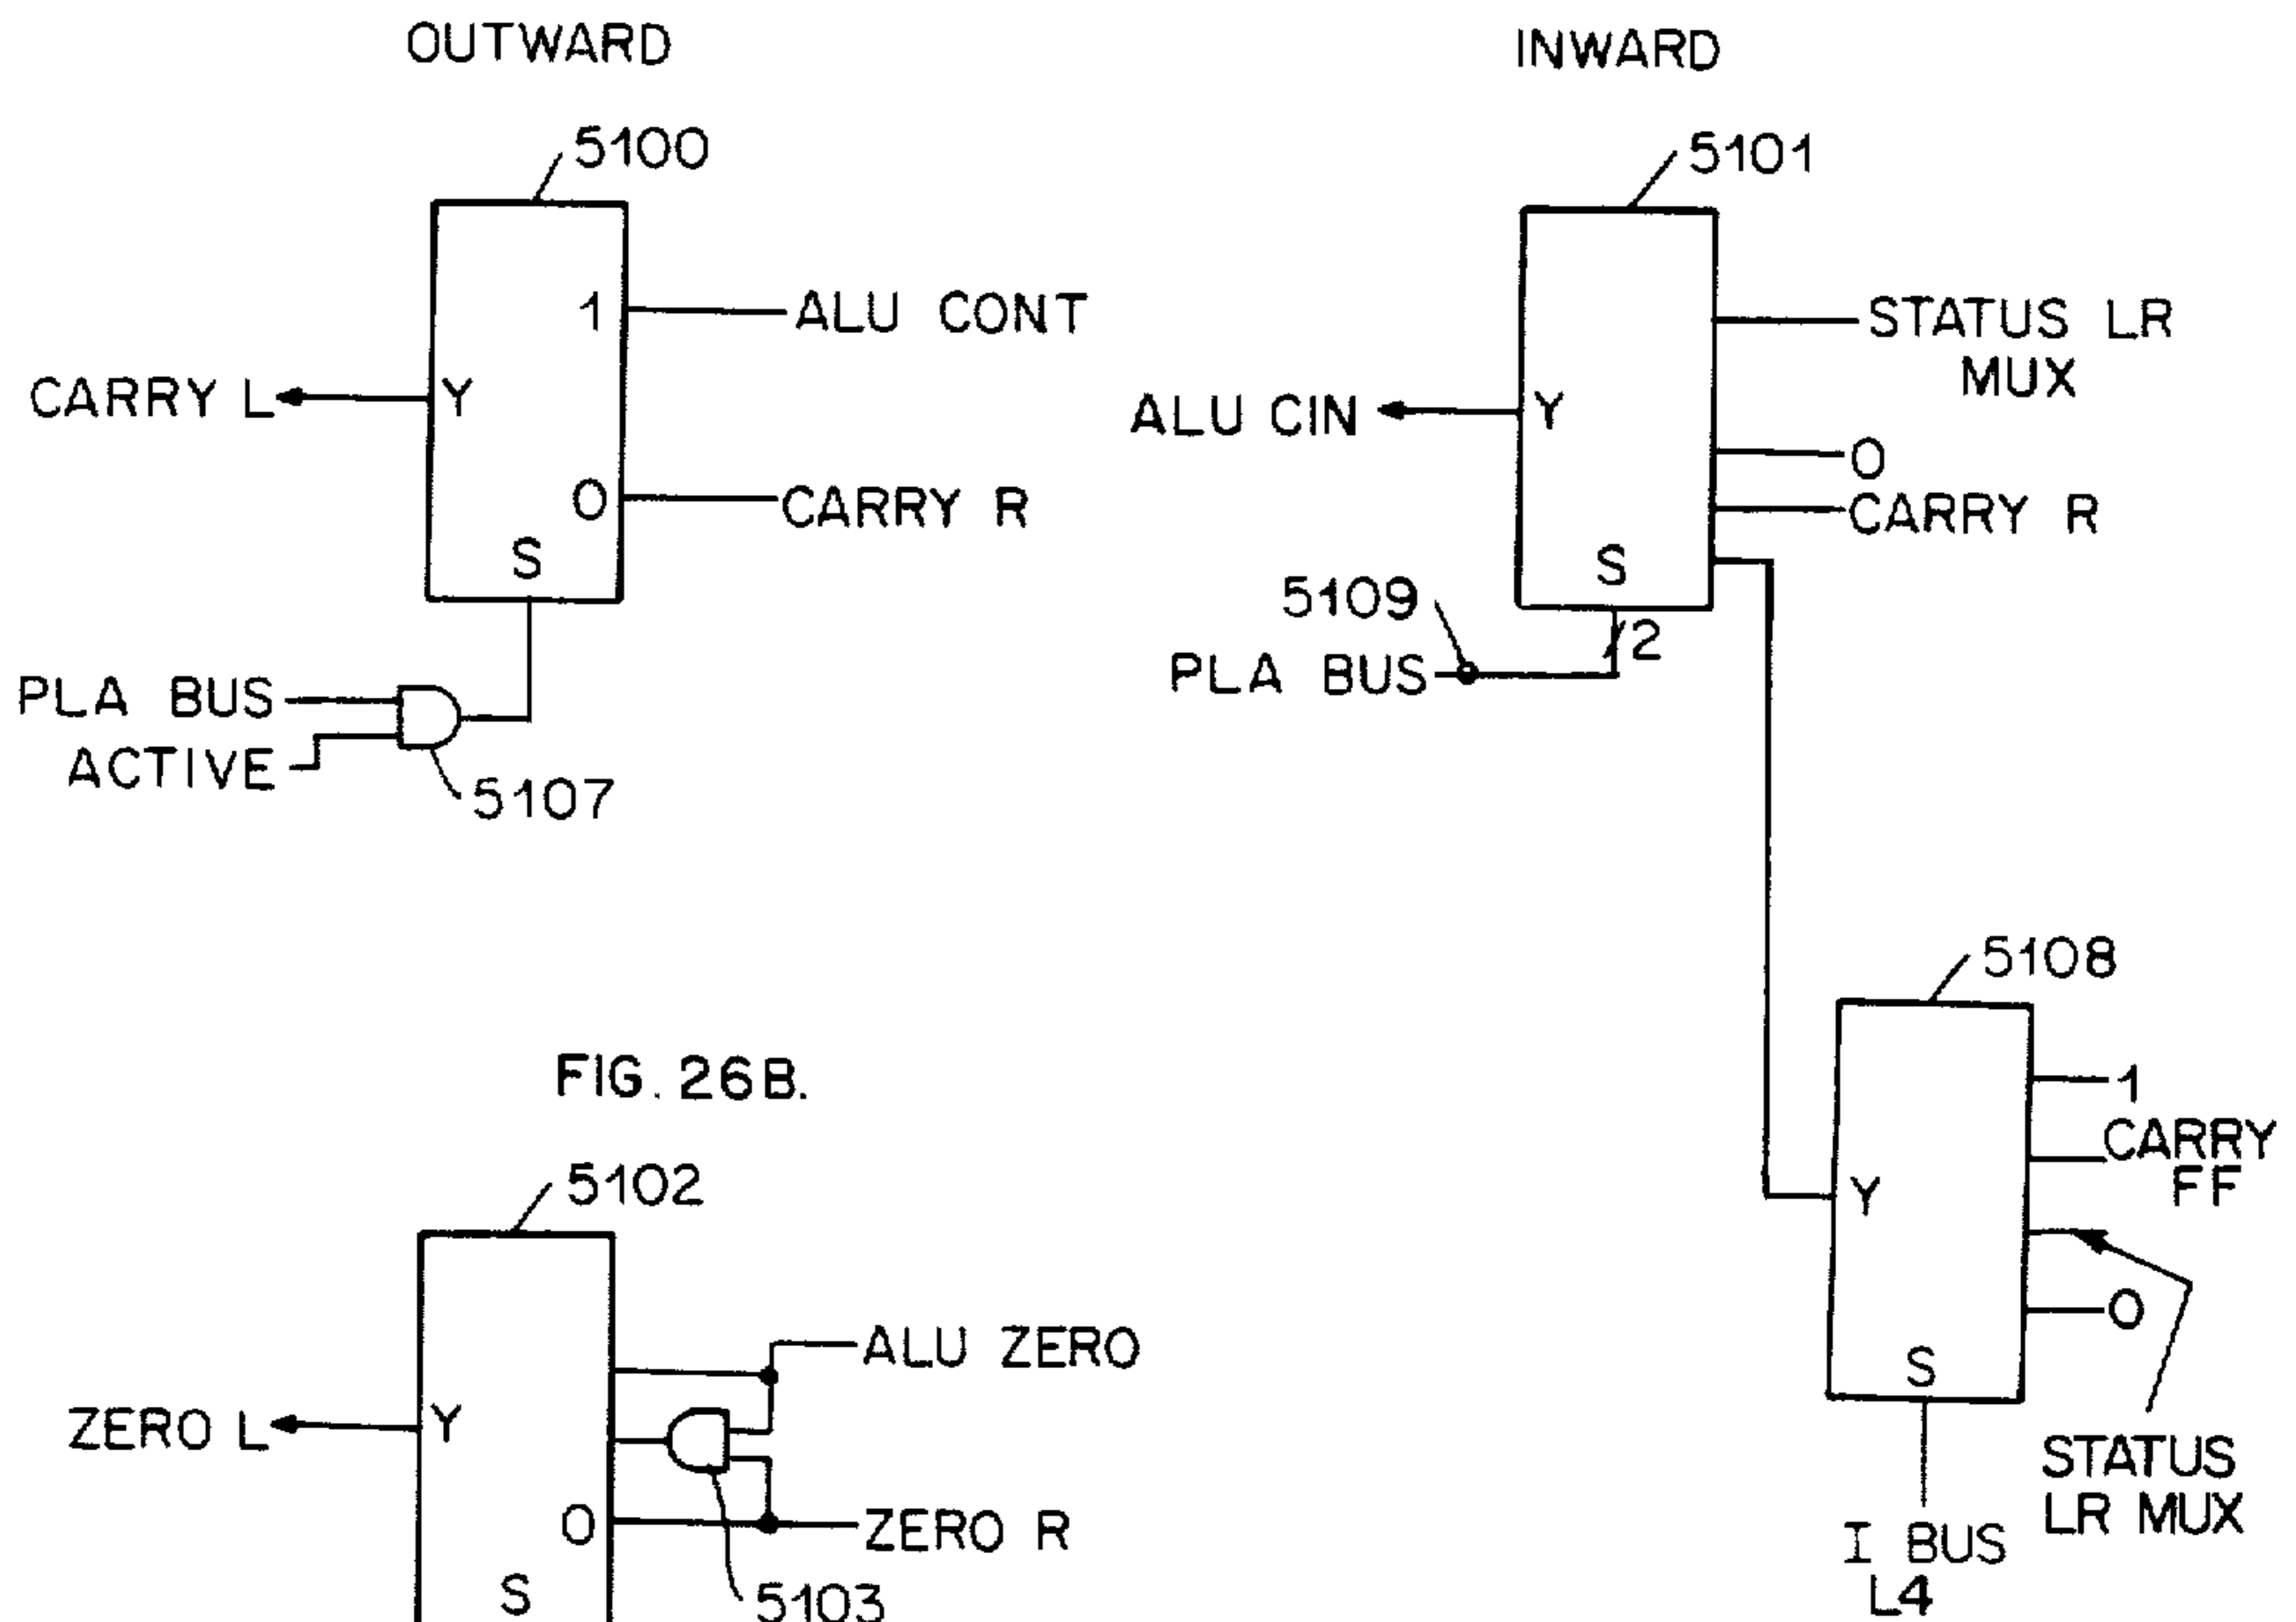 OUTWARD
INWARD
5100
5101
1
ALU CONT
STATUS LR
MUX
CARRY L
Y
ALU CIN
Y
0
0
CARRY R
CARRY R
S
S
5109
2
PLA BUS
PLA BUS
ACTIVE
5107
5108
FIG. 26B.
1
CARRY
FF
5102
Y
0
ALU ZERO
S
ZERO L
Y
STATUS
LR MUX
0
ZERO R
I BUS
L4
S
5103